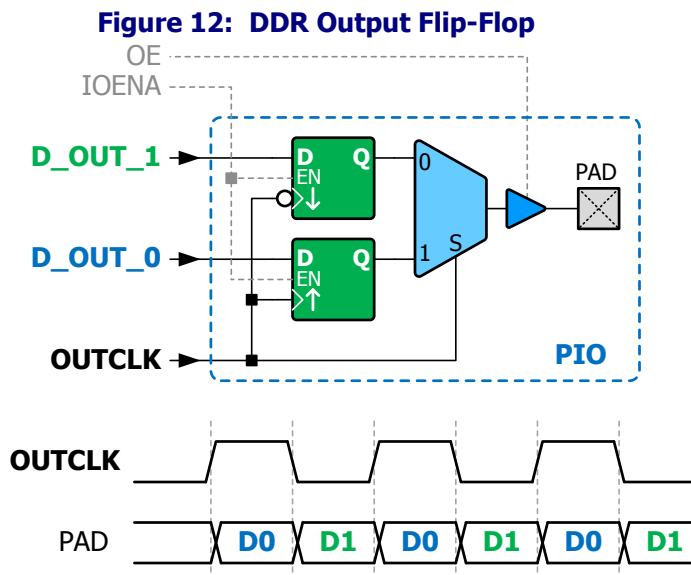 Figure 12: DDR Output Flip-Flop
OE
IOENA
D_OUT_1
D Q
EN
0
PAD
D_OUT_0
D Q
EN
1
S
OUTCLK
PIO
OUTCLK
PAD
D0 D1 D0 D1 D0 D1